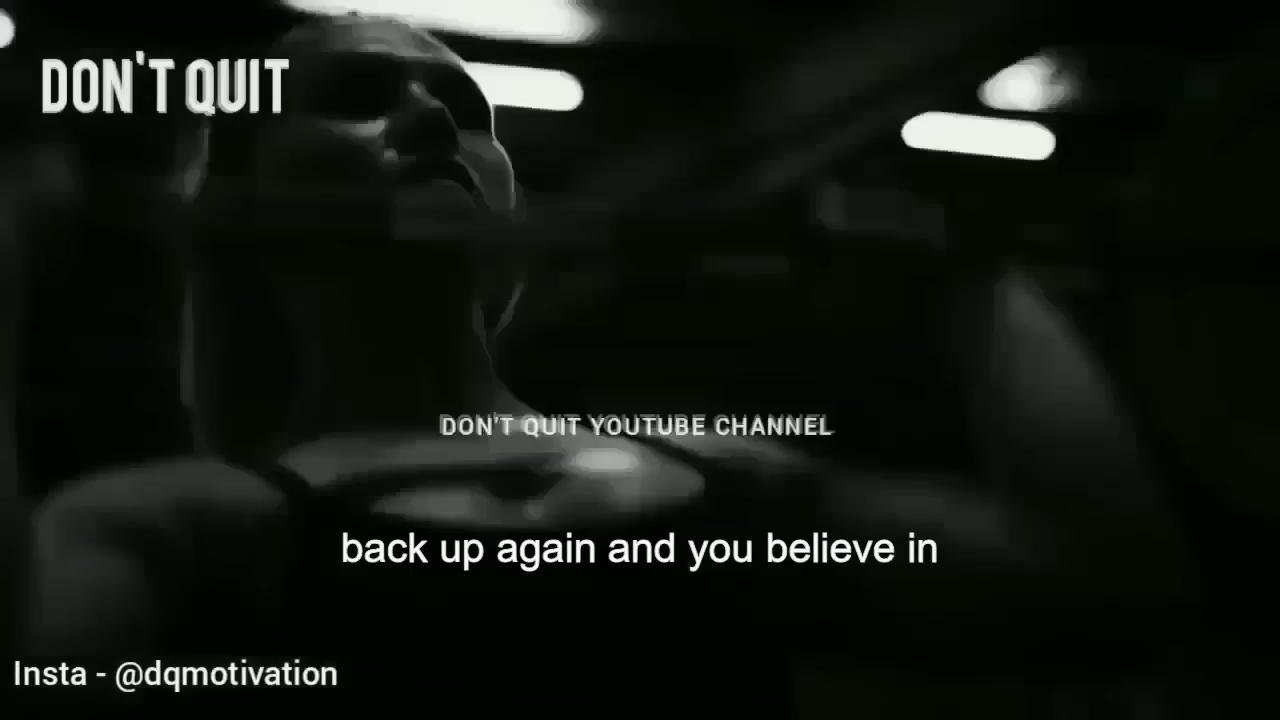 DON'T QUIT
DON'T QUIT YOUTUBE CHANNEL
back up again and you believe in
Insta - @dqmotivation